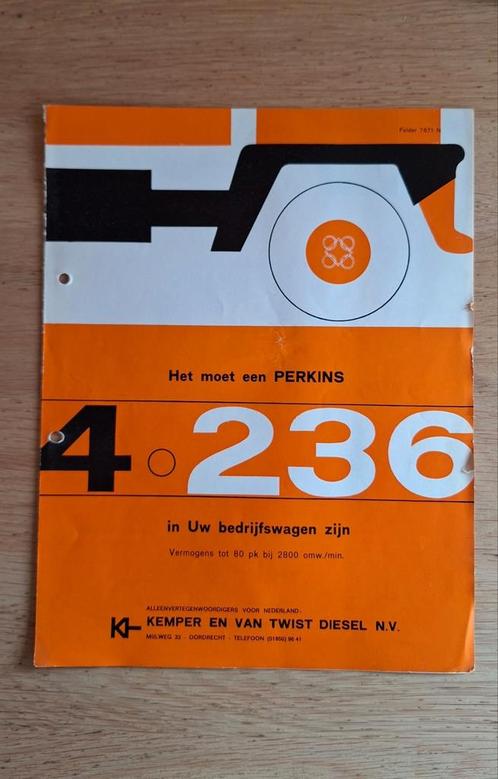 Folder 7671 N
Het moet een PERKINS
4.236
in Uw bedrijfswagen zijn
Vermogens tot 80 pk bij 2800 omw./min.
ALLEENVERTEGENWOORDIGERS VOOR NEDERLAND:
KEMPER EN VAN TWIST DIESEL N.V.
MIJLWEG 33 - DORDRECHT - TELEFOON (01850) 96 41